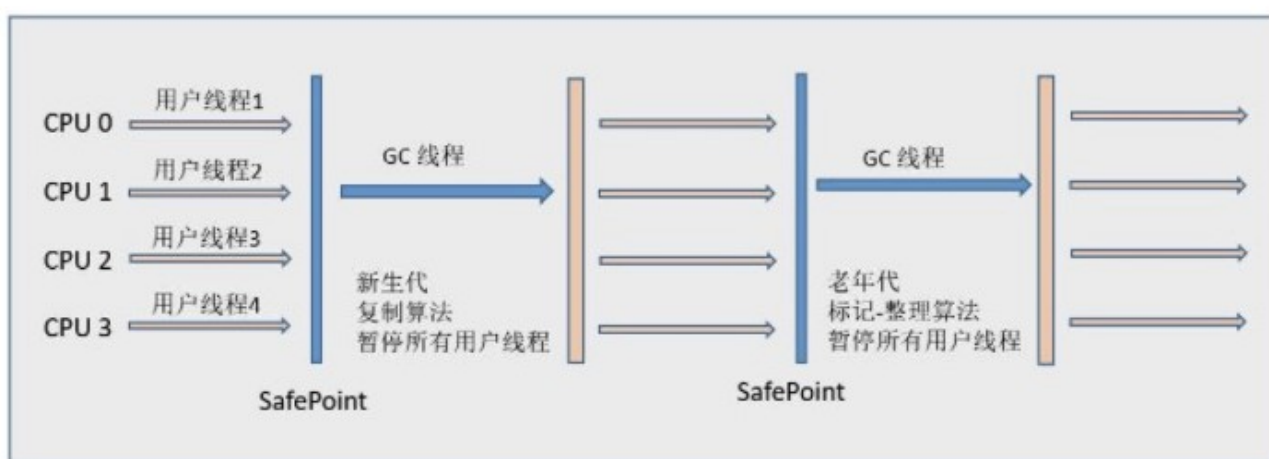 用户线程1
CPU 0
用户线程2
CPU 1
用户线程3
CPU 2
用户线程4
CPU 3
GC 线程
新生代
复制算法
暂停所有用户线程
SafePoint
GC 线程
老年代
标记-整理算法
暂停所有用户线程
SafePoint